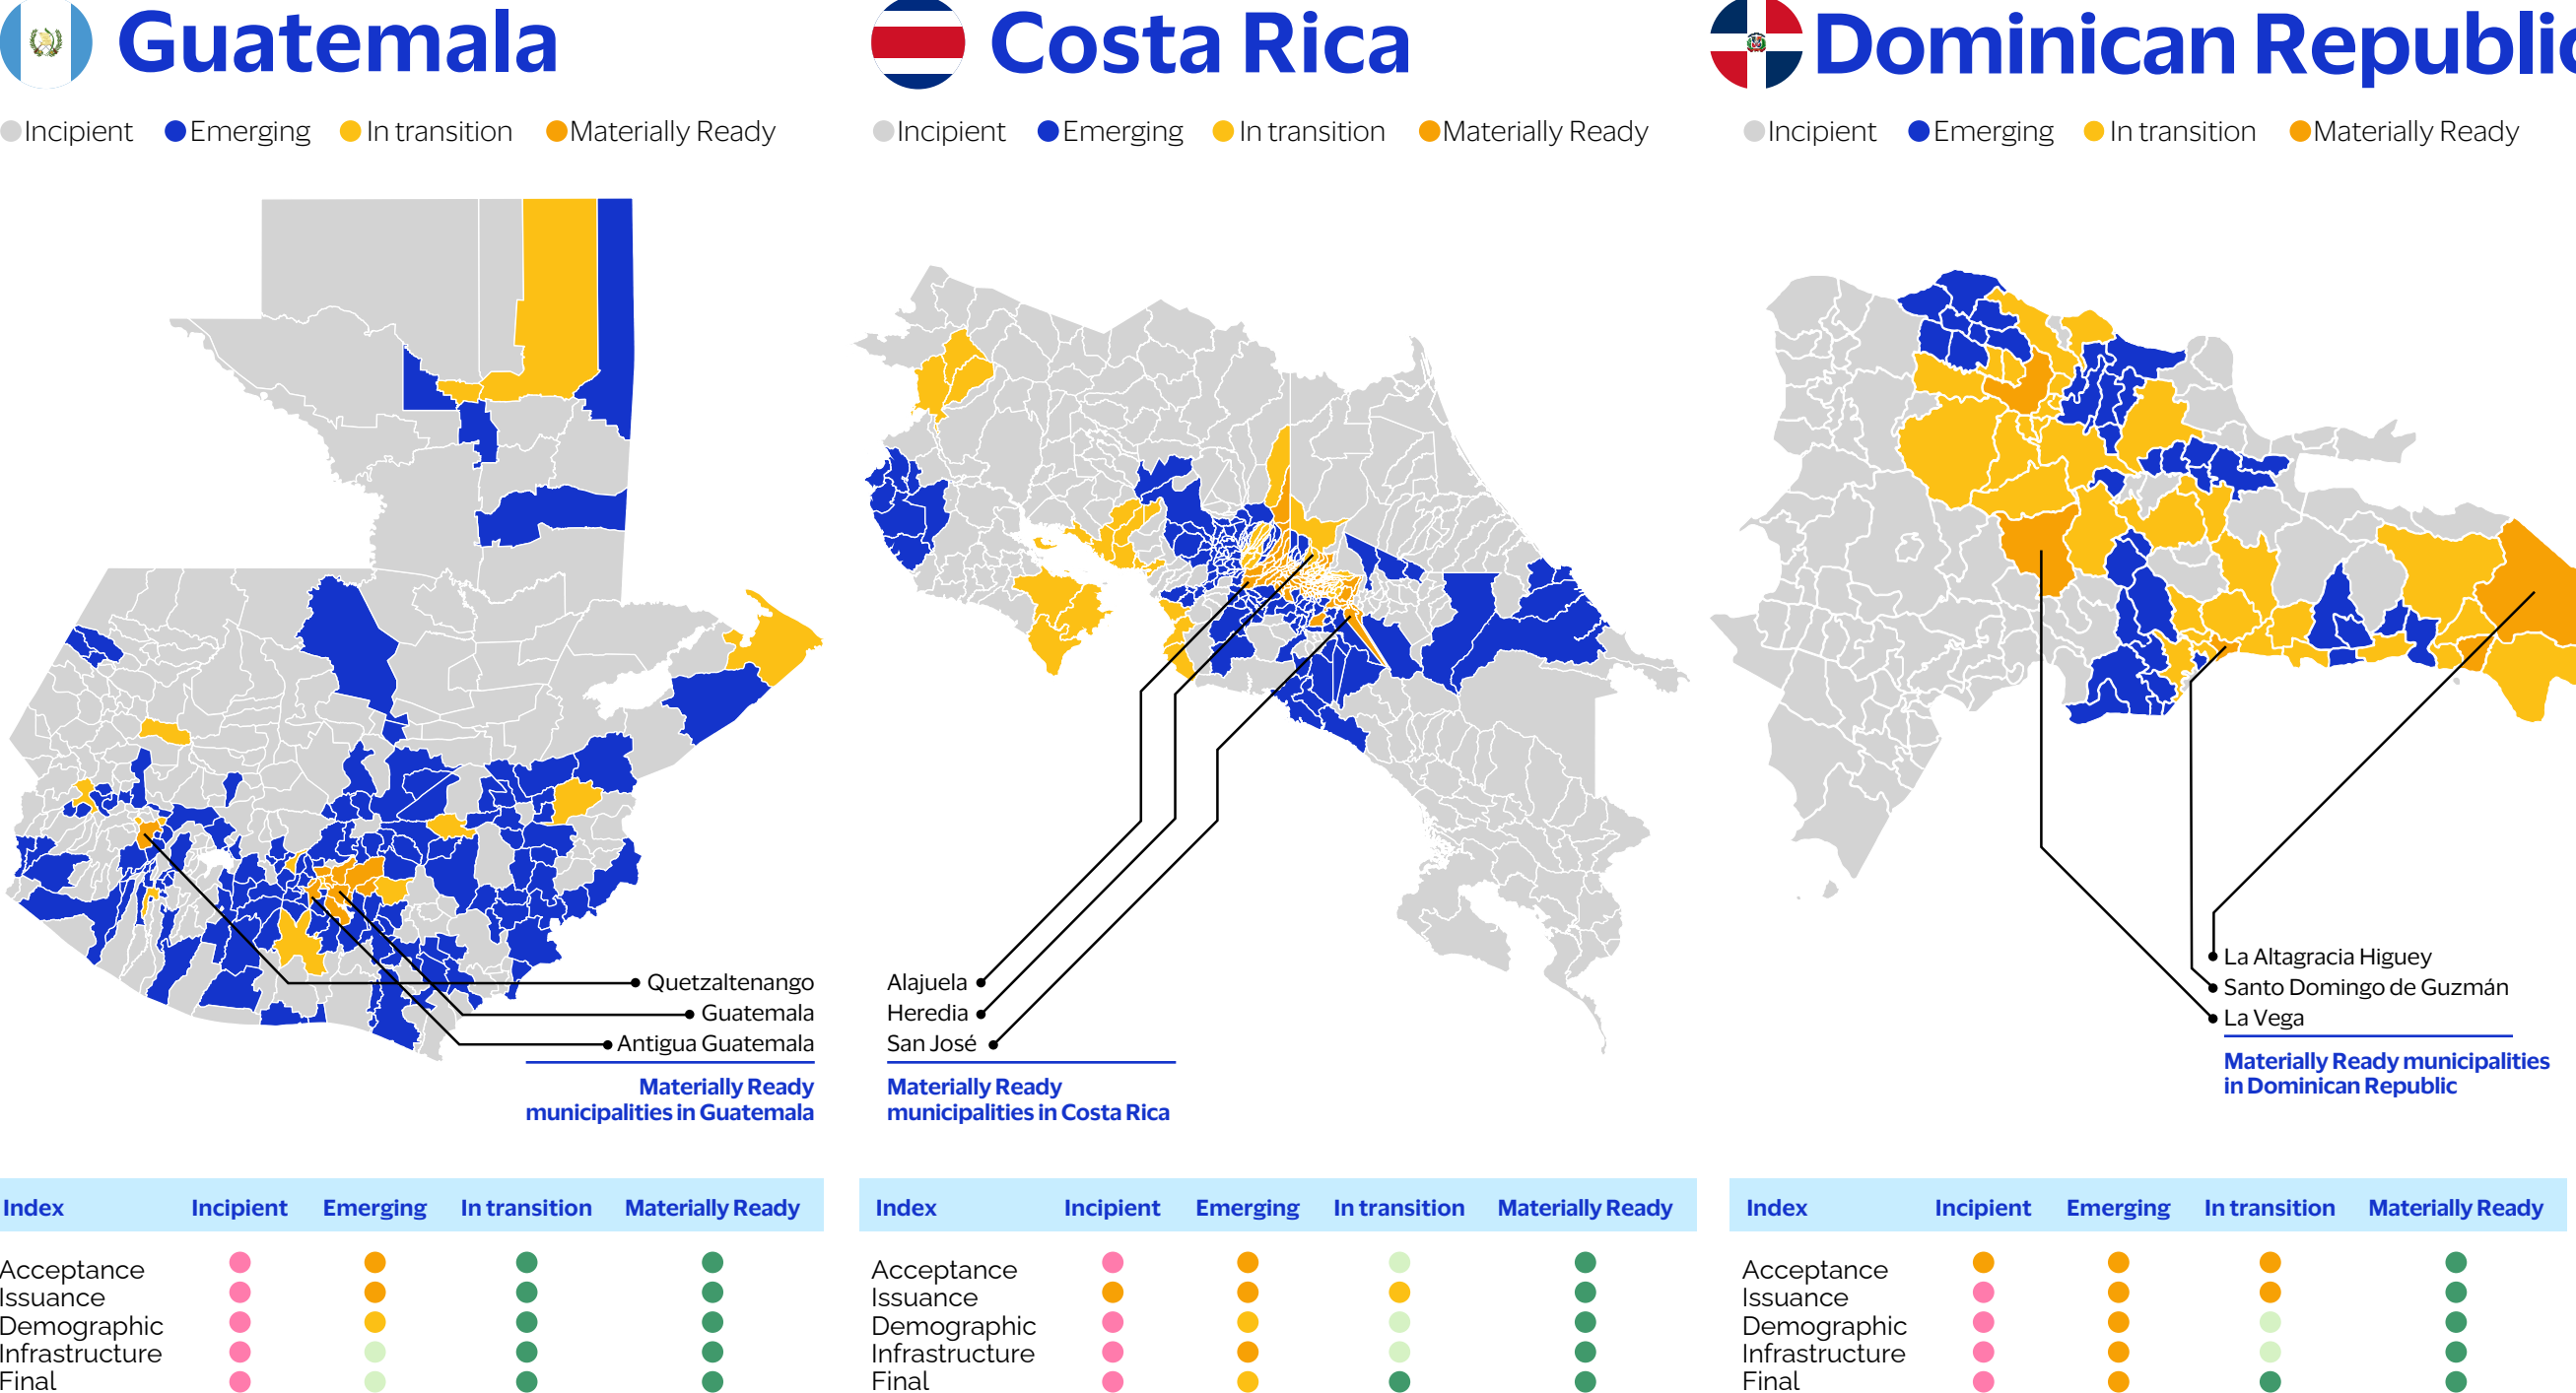 Guatemala
Incipient Emerging In transition Materially Ready
Quetzaltenango
Guatemala
Antigua Guatemala
Materially Ready
municipalities in Guatemala
Index Incipient Emerging In transition Materially Ready
Acceptance
Issuance
Demographic
Infrastructure
Final
Costa Rica
Incipient Emerging In transition Materially Ready
Alajuela
Heredia
San José
Materially Ready
municipalities in Costa Rica
Index Incipient Emerging In transition Materially Ready
Acceptance
Issuance
Demographic
Infrastructure
Final
Dominican Republic
Incipient Emerging In transition Materially Ready
La Altagracia Higuey
Santo Domingo de Guzmán
La Vega
Materially Ready municipalities
in Dominican Republic
Index Incipient Emerging In transition Materially Ready
Acceptance
Issuance
Demographic
Infrastructure
Final